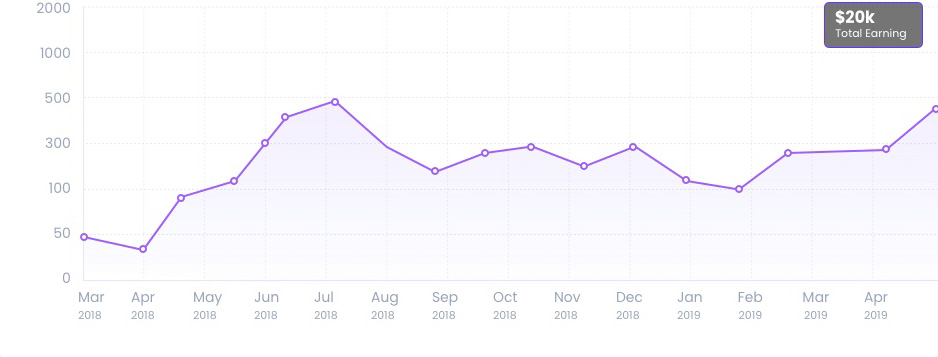 2000
$20k
Total Earning
1000
500
300
100
50
0
Mar Apr May Jun Jul Aug Sep Oct Nov Dec Jan Feb Mar Apr
2018 2018 2018 2018 2018 2018 2018 2018 2018 2018 2019 2019 2019 2019